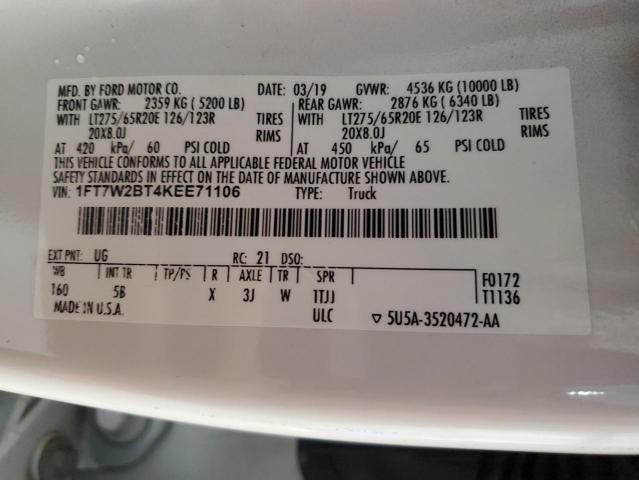 MFD. BY FORD MOTOR CO. DATE: 03/19 GVWR: 4536 KG (10000 LB)
FRONT GAWR: 2359 KG ( 5200 LB) REAR GAWR: 2876 KG ( 6340 LB)
WITH LT275/65R20E 126/123R TIRES WITH LT275/65R20E 126/123R TIRES
20X8.0J RIMS 20X8.0J RIMS
AT 420 kPa/ 60 PSI COLD AT 450 kPa/ 65 PSI COLD
THIS VEHICLE CONFORMS TO ALL APPLICABLE FEDERAL MOTOR VEHICLE
SAFETY STANDARDS IN EFFECT ON THE DATE OF MANUFACTURE SHOWN ABOVE.
VIN: 1FT7W2BT4KEE71106 TYPE: Truck
EXT PNT: UG RC: 21 DSO:
WB INT TR TP/PS R AXLE TR SPR F0172
160 5B X 3J W 1TJJ T1136
MADE IN U.S.A. ULC ▽ 5U5A-3520472-AA